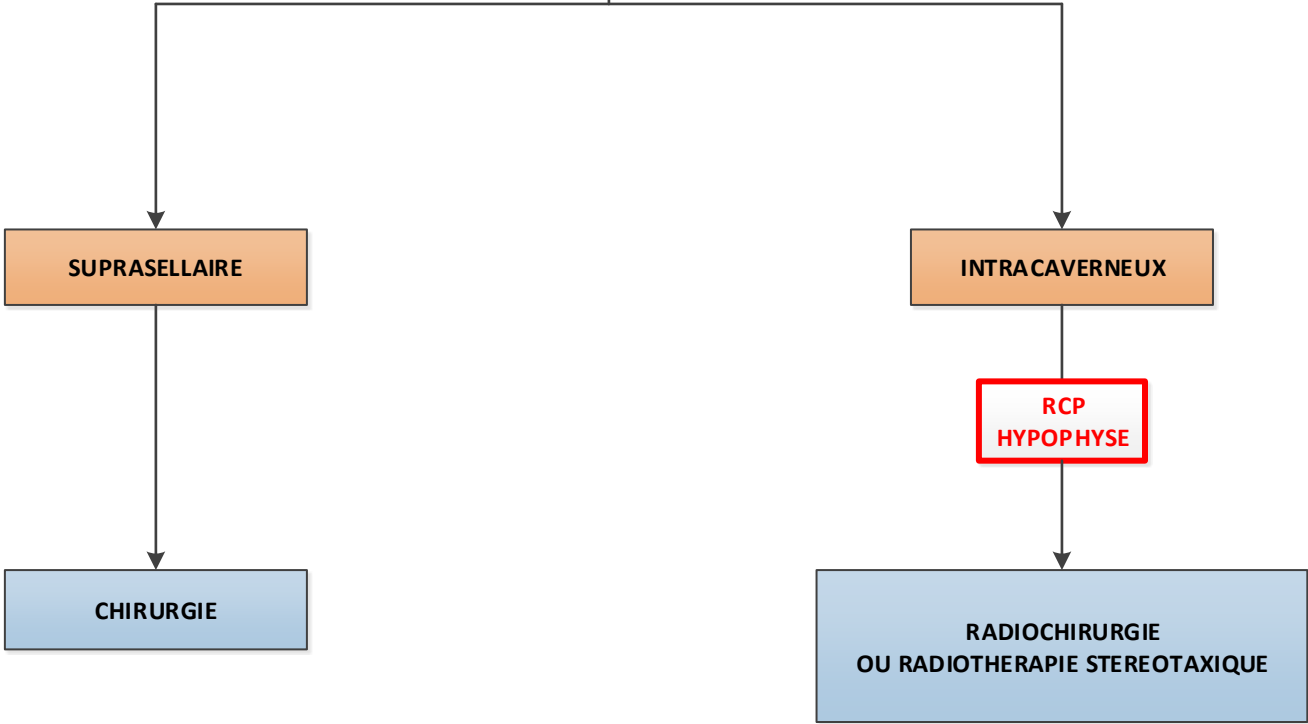 SUPRASELLAIRE
INTRACAVERNEUX
RCP
HYPOPHYSE
CHIRURGIE
RADIOCHIRURGIE
OU RADIOTHERAPIE STEREOTAXIQUE